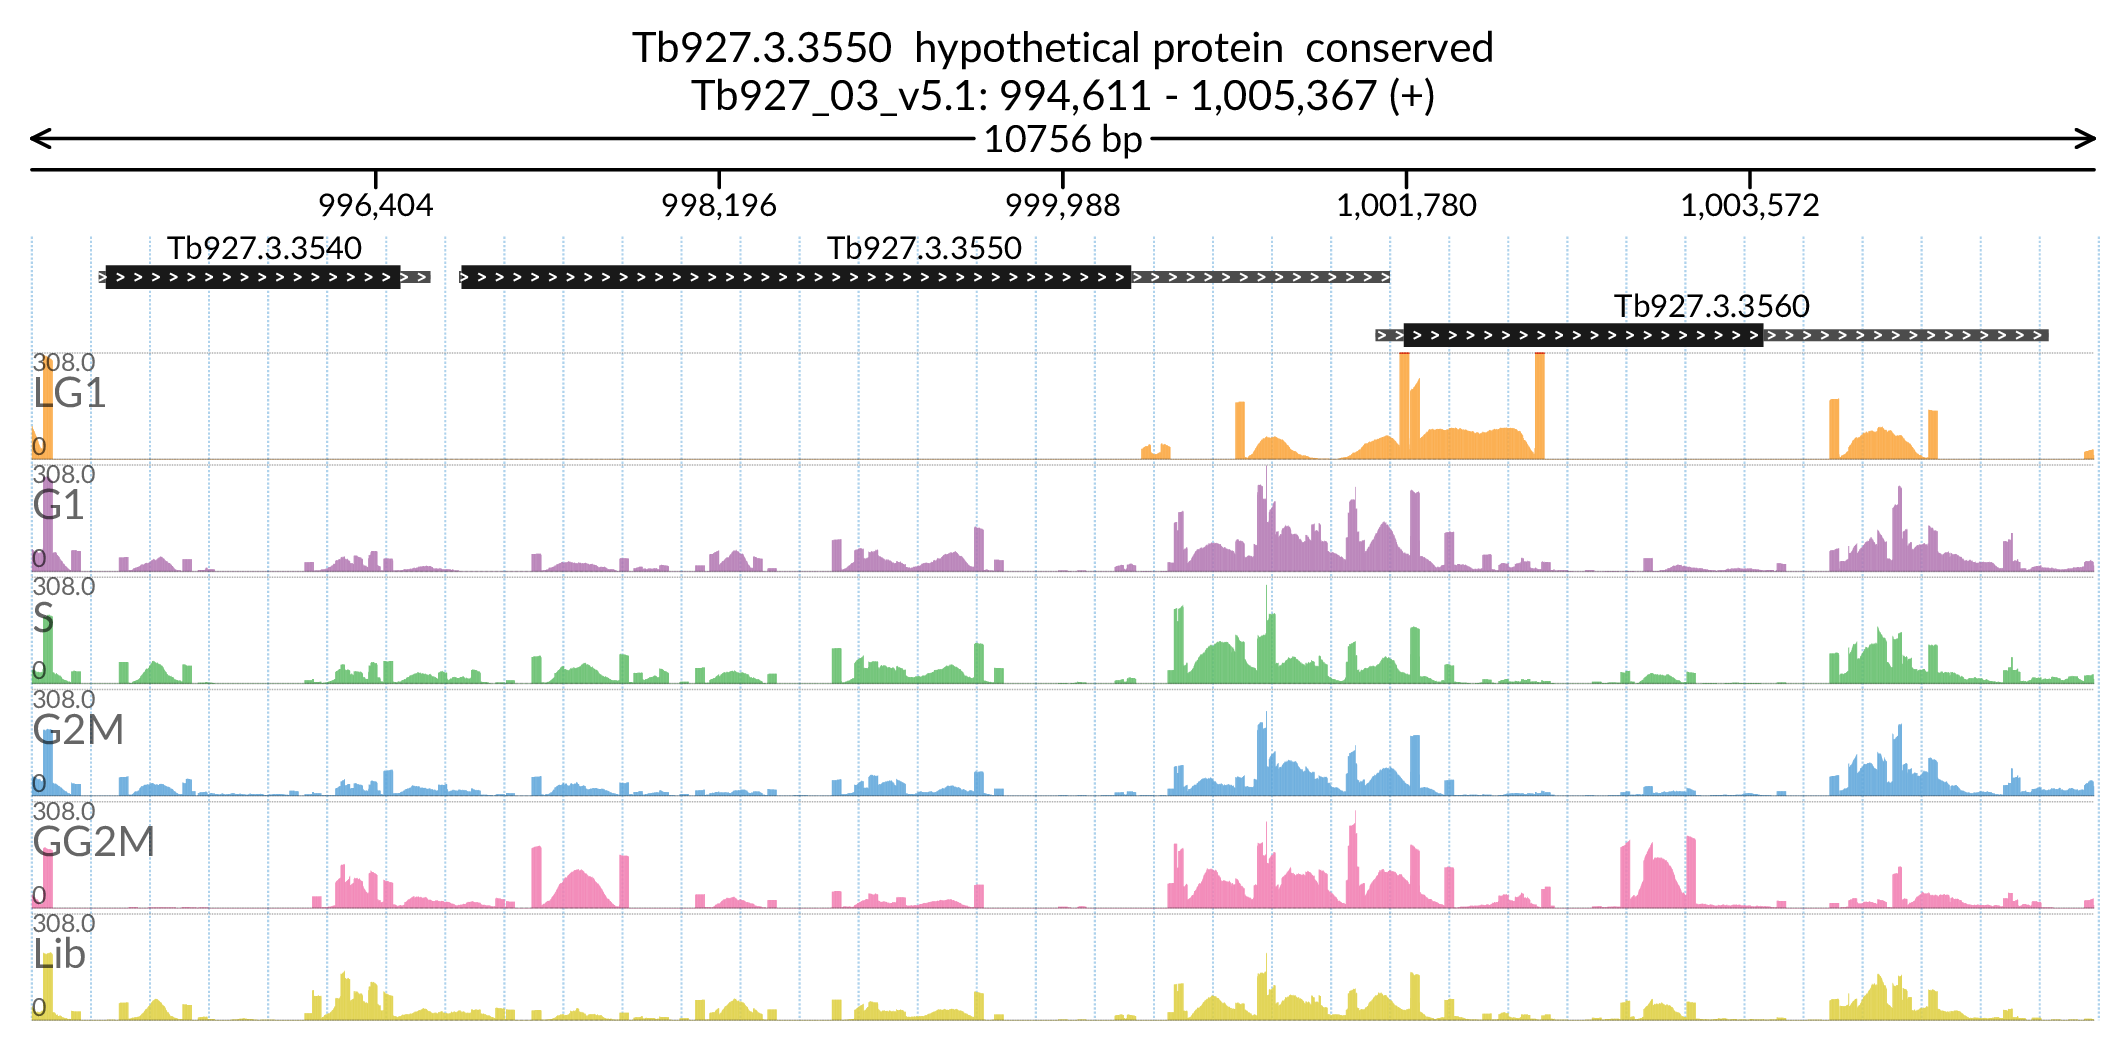 Tb927.3.3550 hypothetical protein conserved
Tb927_03_v5.1: 994,611 - 1,005,367 (+)
10756 bp
996,404 998,196 999,988 1,001,780 1,003,572
Tb927.3.3540 Tb927.3.3550
Tb927.3.3560
308.0
LG1
0
308.0
G1
0
308.0
S
0
308.0
G2M
0
308.0
GG2M
0
308.0
Lib
0